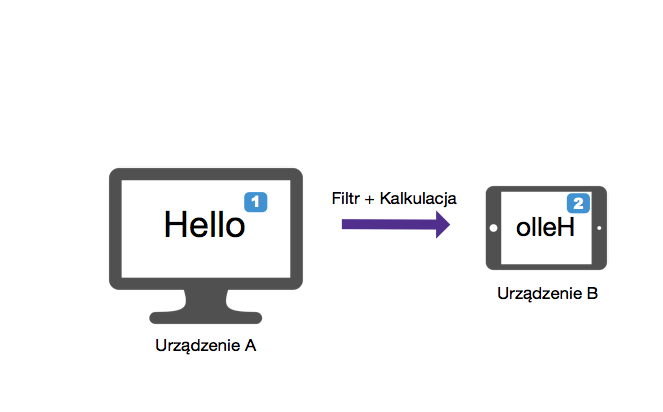 1
Hello
Urządzenie A
Filtr + Kalkulacja
2
olleH
Urządzenie B